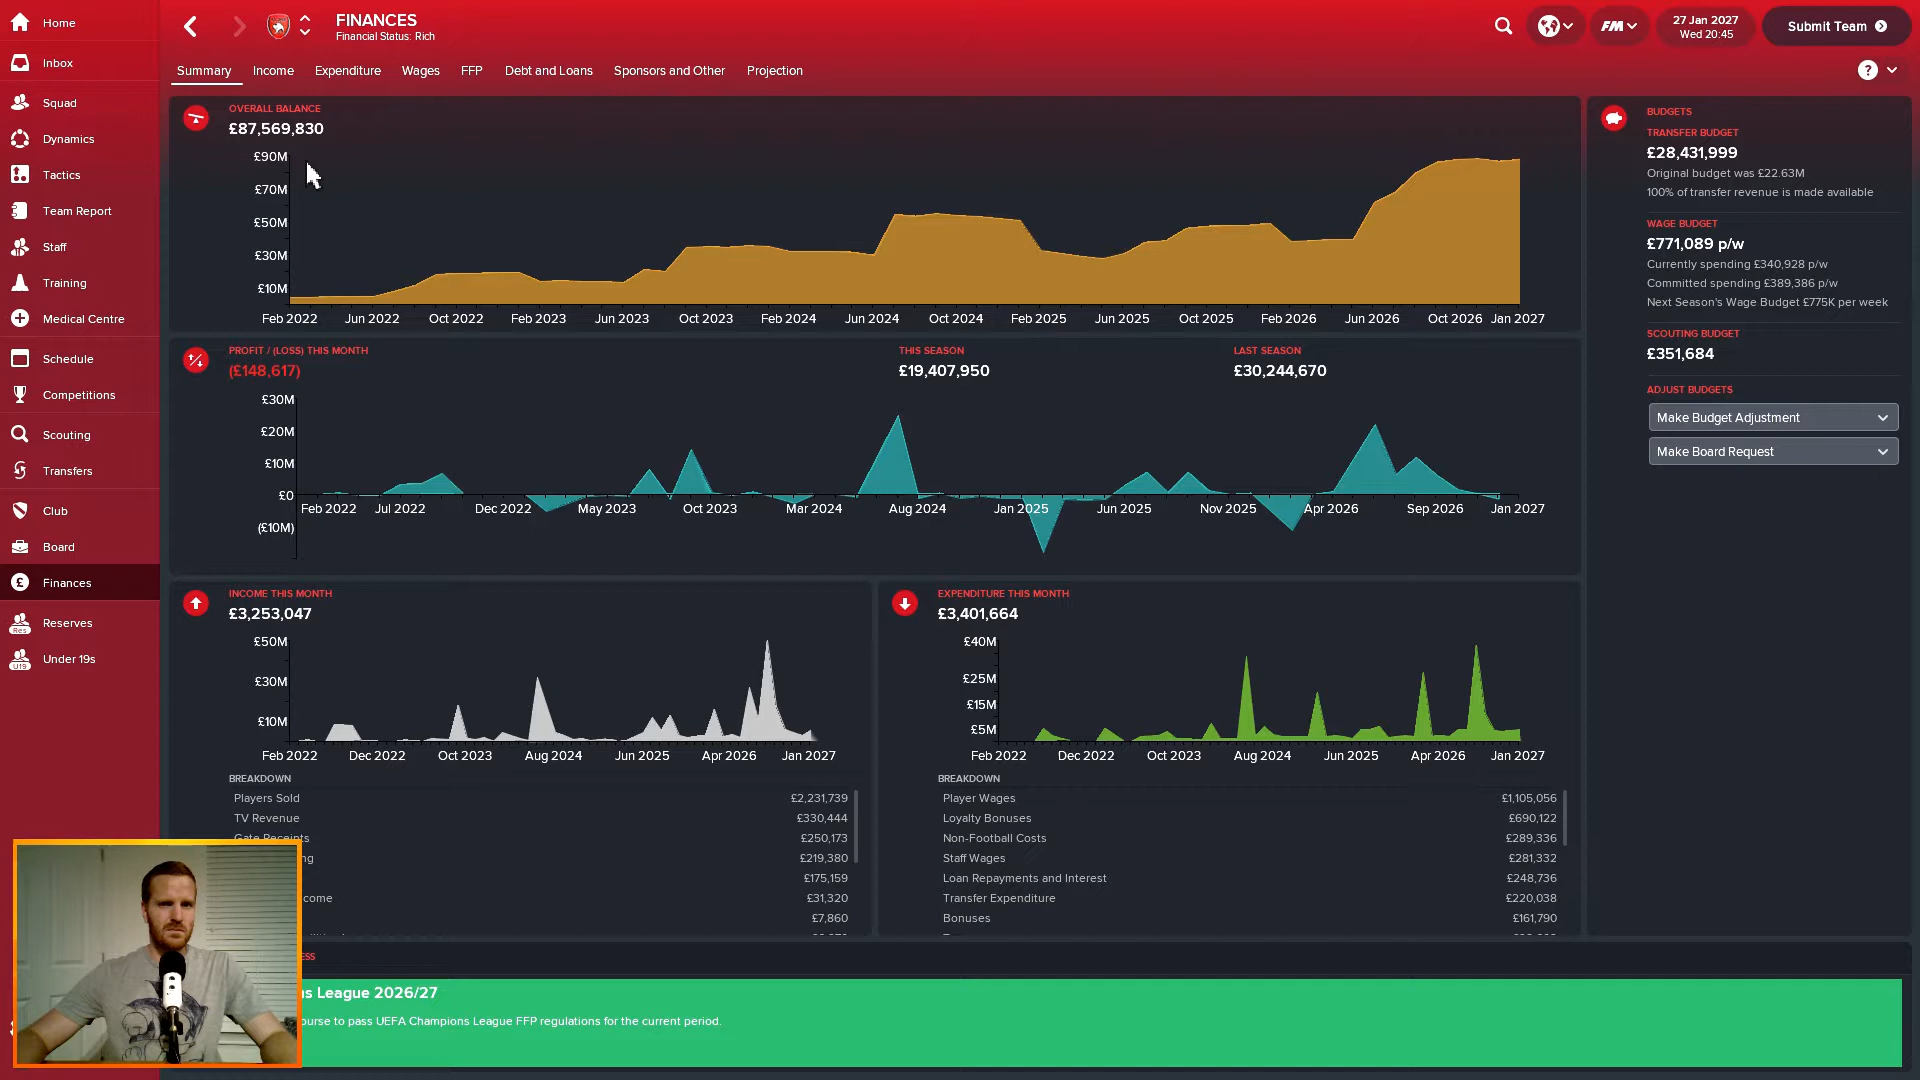 Home
Inbox
Squad
Dynamics
Tactics
Team Report
Staff
Training
Medical Centre
Schedule
Competitions
Scouting
Transfers
Club
Board
Finances
Res
Reserves
U19
Under 19s
FINANCES
Financial Status: Rich
FM
27 Jan 2027
Wed 20:45
Submit Team
Summary Income Expenditure Wages FFP Debt and Loans Sponsors and Other Projection
?
OVERALL BALANCE
£87,569,830
£90M
£70M
£50M
£30M
£10M
Feb 2022 Jun 2022 Oct 2022 Feb 2023 Jun 2023 Oct 2023 Feb 2024 Jun 2024 Oct 2024 Feb 2025 Jun 2025 Oct 2025 Feb 2026 Jun 2026 Oct 2026 Jan 2027
PROFIT / (LOSS) THIS MONTH
(£148,617)
THIS SEASON
£19,407,950
LAST SEASON
£30,244,670
£30M
£20M
£10M
£0
(£10M)
Feb 2022 Jul 2022 Dec 2022 May 2023 Oct 2023 Mar 2024 Aug 2024 Jan 2025 Jun 2025 Nov 2025 Apr 2026 Sep 2026 Jan 2027
INCOME THIS MONTH
£3,253,047
£50M
£30M
£10M
Feb 2022 Dec 2022 Oct 2023 Aug 2024 Jun 2025 Apr 2026 Jan 2027
BREAKDOWN
Players Sold £2,231,739
TV Revenue £330,444
Gate Receipts £250,173
ng £219,380
£175,159
come £31,320
£7,860
EXPENDITURE THIS MONTH
£3,401,664
£40M
£25M
£15M
£5M
Feb 2022 Dec 2022 Oct 2023 Aug 2024 Jun 2025 Apr 2026 Jan 2027
BREAKDOWN
Player Wages £1,105,056
Loyalty Bonuses £690,122
Non-Football Costs £289,336
Staff Wages £281,332
Loan Repayments and Interest £248,736
Transfer Expenditure £220,038
Bonuses £161,790
ESS
s League 2026/27
ourse to pass UEFA Champions League FFP regulations for the current period.
BUDGETS
TRANSFER BUDGET
£28,431,999
Original budget was £22.63M
100% of transfer revenue is made available
WAGE BUDGET
£771,089 p/w
Currently spending £340,928 p/w
Committed spending £389,386 p/w
Next Season's Wage Budget £775K per week
SCOUTING BUDGET
£351,684
ADJUST BUDGETS
Make Budget Adjustment
Make Board Request